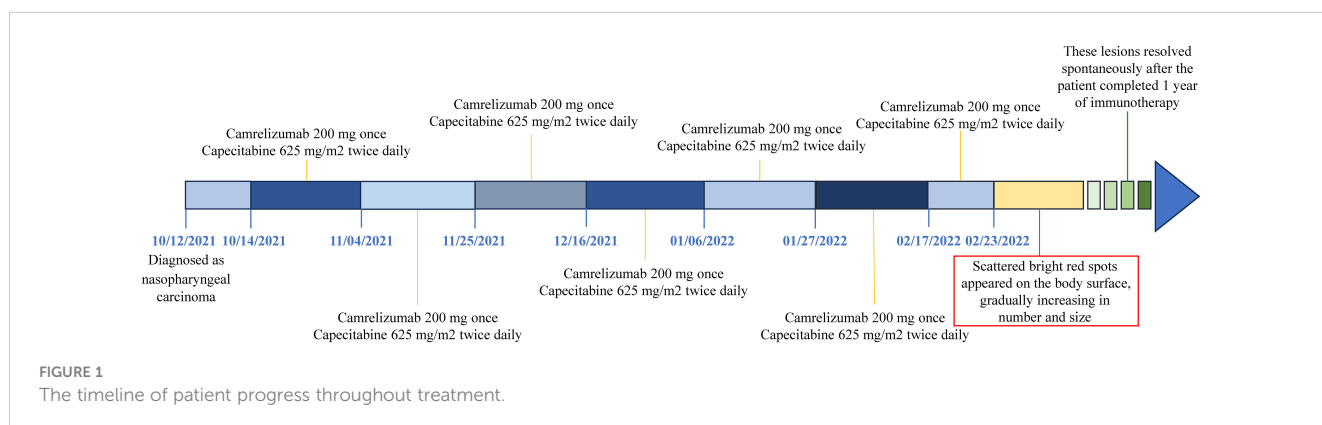 These lesions resolved
spontaneously after the
patient completed 1 year
of immunotherapy
Camrelizumab 200 mg once
Capecitabine 625 mg/m2 twice daily
Camrelizumab 200 mg once
Capecitabine 625 mg/m2 twice daily
Camrelizumab 200 mg once
Capecitabine 625 mg/m2 twice daily
Camrelizumab 200 mg once
Capecitabine 625 mg/m2 twice daily
10/12/2021 10/14/2021 11/04/2021 11/25/2021 12/16/2021 01/06/2022 01/27/2022 02/17/2022 02/23/2022
Diagnosed as
nasopharyngeal
carcinoma
Camrelizumab 200 mg once
Capecitabine 625 mg/m2 twice daily
Camrelizumab 200 mg once
Capecitabine 625 mg/m2 twice daily
Camrelizumab 200 mg once
Capecitabine 625 mg/m2 twice daily
Scattered bright red spots
appeared on the body surface,
gradually increasing in
number and size
FIGURE 1
The timeline of patient progress throughout treatment.